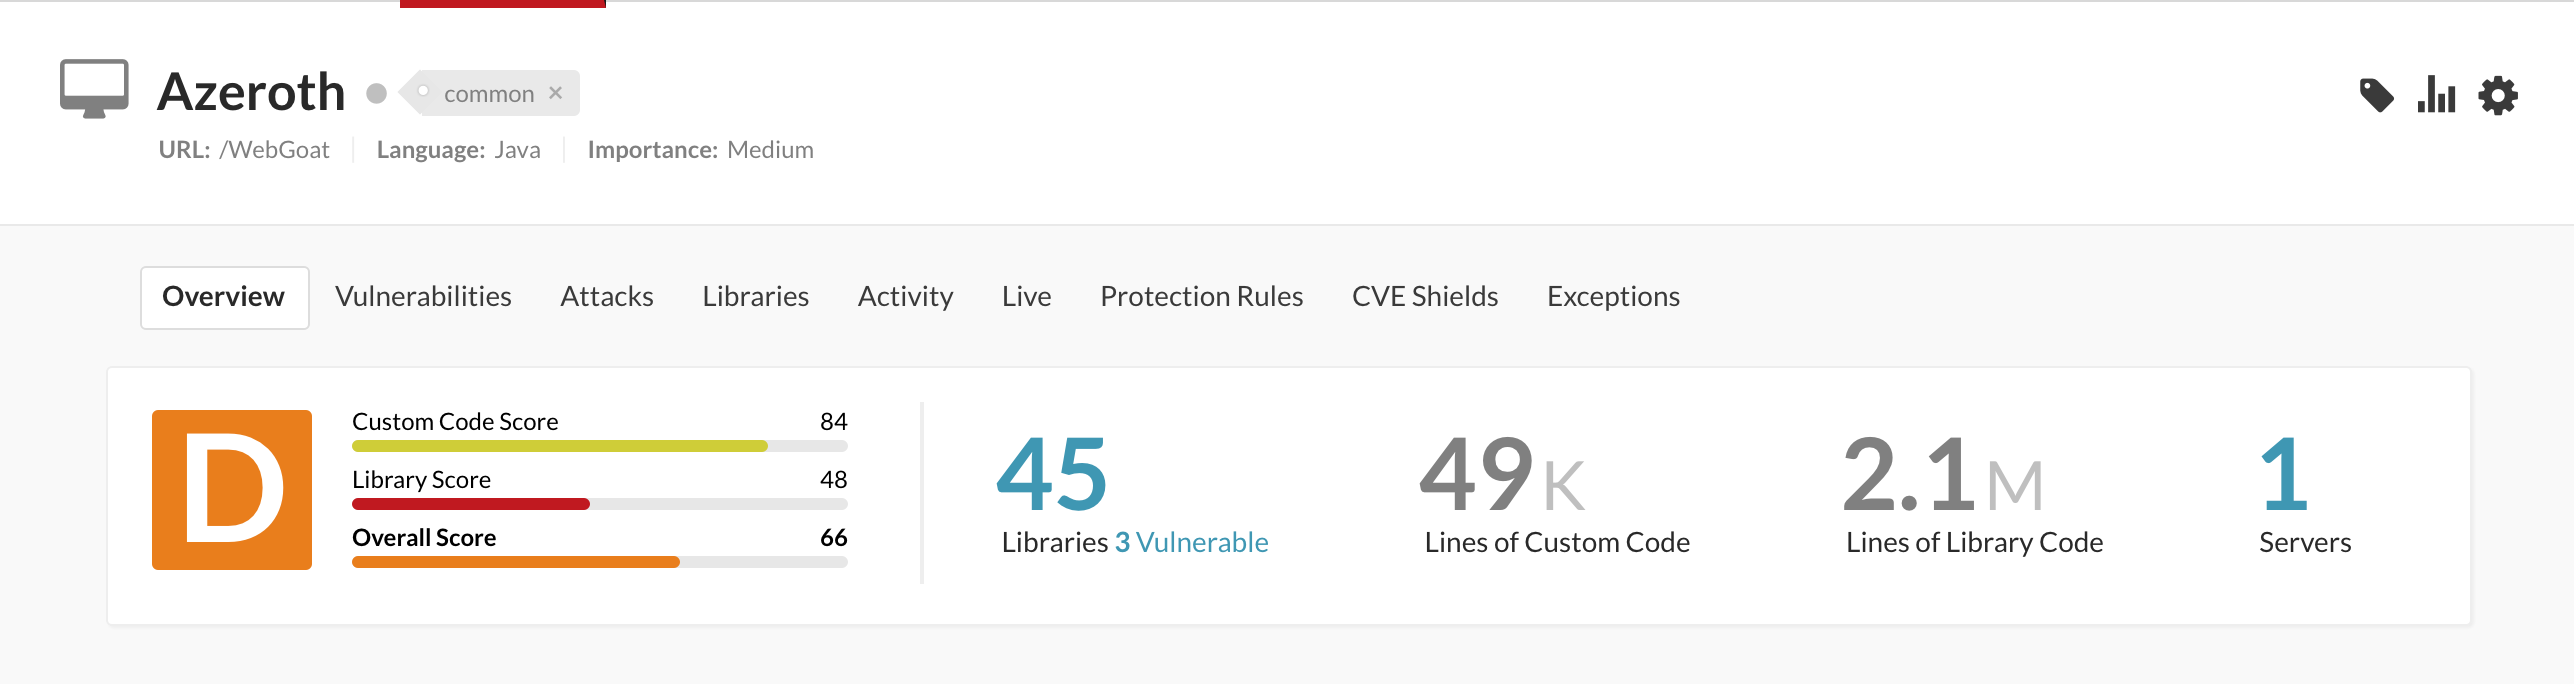 Azeroth common ×
URL: /WebGoat Language: Java Importance: Medium
Overview Vulnerabilities Attacks Libraries Activity Live Protection Rules CVE Shields Exceptions
D
Custom Code Score 84
Library Score 48
Overall Score 66
45
Libraries 3 Vulnerable
49K
Lines of Custom Code
2.1M
Lines of Library Code
1
Servers